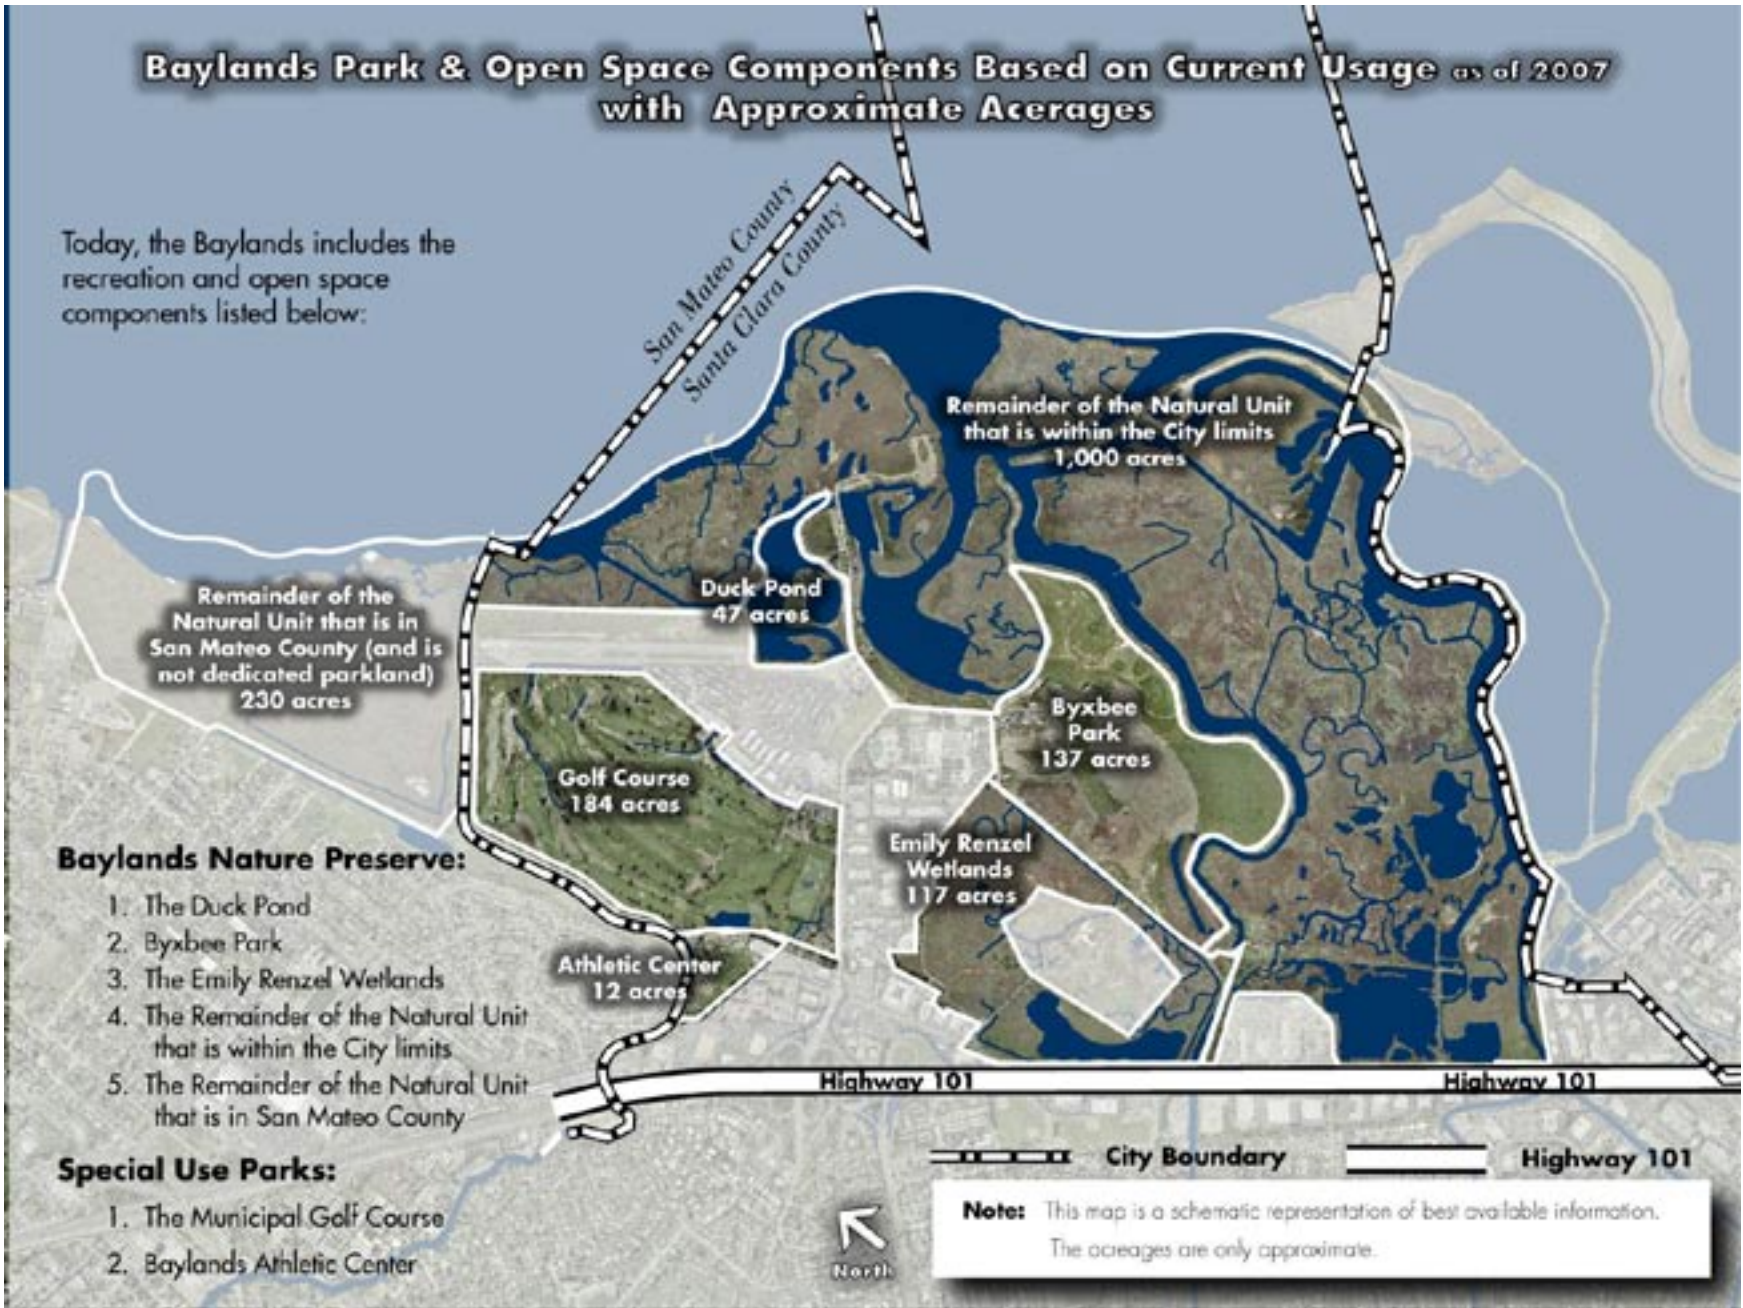 Baylands Park & Open Space Components Based on Current Usage as of 2007
with Approximate Acerages
Today, the Baylands includes the
recreation and open space
components listed below:
San Mateo County
Santa Clara County
Remainder of the Natural Unit
that is within the City limits
1,000 acres
Duck Pond
47 acres
Remainder of the
Natural Unit that is in
San Mateo County (and is
not dedicated parkland)
230 acres
Byxbee
Park
137 acres
Golf Course
184 acres
Emily Renzel
Wetlands
117 acres
Athletic Center
12 acres
Baylands Nature Preserve:
1. The Duck Pond
2. Byxbee Park
3. The Emily Renzel Wetlands
4. The Remainder of the Natural Unit
that is within the City limits
5. The Remainder of the Natural Unit
that is in San Mateo County
Special Use Parks:
1. The Municipal Golf Course
2. Baylands Athletic Center
Highway 101
Highway 101
City Boundary
Highway 101
North
Note: This map is a schematic representation of best available information.
The acreages are only approximate.